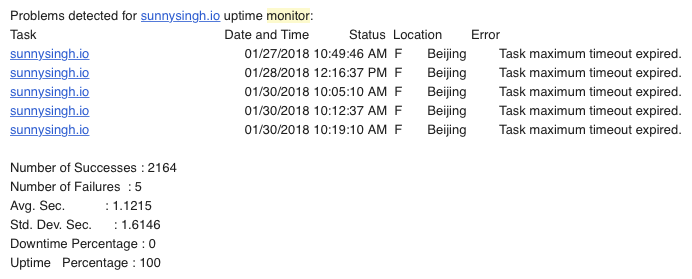 Problems detected for sunnysingh.io uptime monitor:
Task Date and Time Status Location Error
sunnysingh.io 01/27/2018 10:49:46 AM F Beijing Task maximum timeout expired.
sunnysingh.io 01/28/2018 12:16:37 PM F Beijing Task maximum timeout expired.
sunnysingh.io 01/30/2018 10:05:10 AM F Beijing Task maximum timeout expired.
sunnysingh.io 01/30/2018 10:12:37 AM F Beijing Task maximum timeout expired.
sunnysingh.io 01/30/2018 10:19:10 AM F Beijing Task maximum timeout expired.
Number of Successes : 2164
Number of Failures : 5
Avg. Sec. : 1.1215
Std. Dev. Sec. : 1.6146
Downtime Percentage : 0
Uptime Percentage : 100